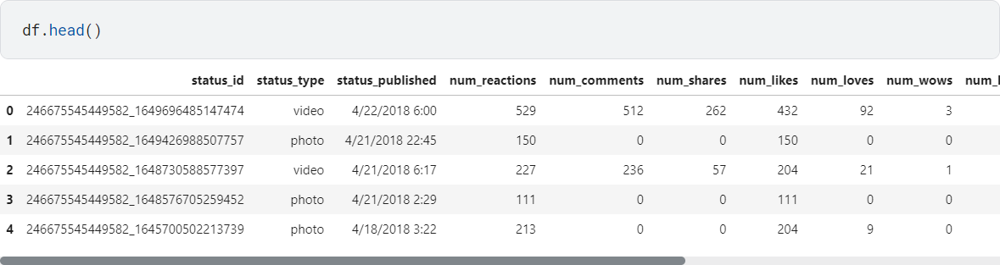 df.head()
status_id status_type status_published num_reactions num_comments num_shares num_likes num_loves num_wows
0 246675545449582_1649696485147474 video 4/22/2018 6:00 529 512 262 432 92 3
1 246675545449582_1649426988507757 photo 4/21/2018 22:45 150 0 0 150 0 0
2 246675545449582_1648730588577397 video 4/21/2018 6:17 227 236 57 204 21 1
3 246675545449582_1648576705259452 photo 4/21/2018 2:29 111 0 0 111 0 0
4 246675545449582_1645700502213739 photo 4/18/2018 3:22 213 0 0 204 9 0